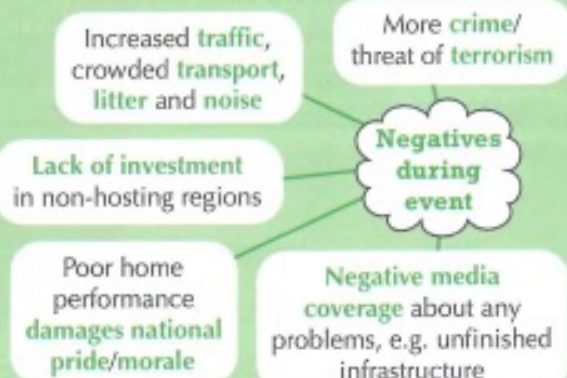 Increased traffic,
crowded transport,
litter and noise
More crime/
threat of terrorism
Negatives
during
event
Lack of investment
in non-hosting regions
Poor home
performance
damages national
pride/morale
Negative media
coverage about any
problems, e.g. unfinished
infrastructure